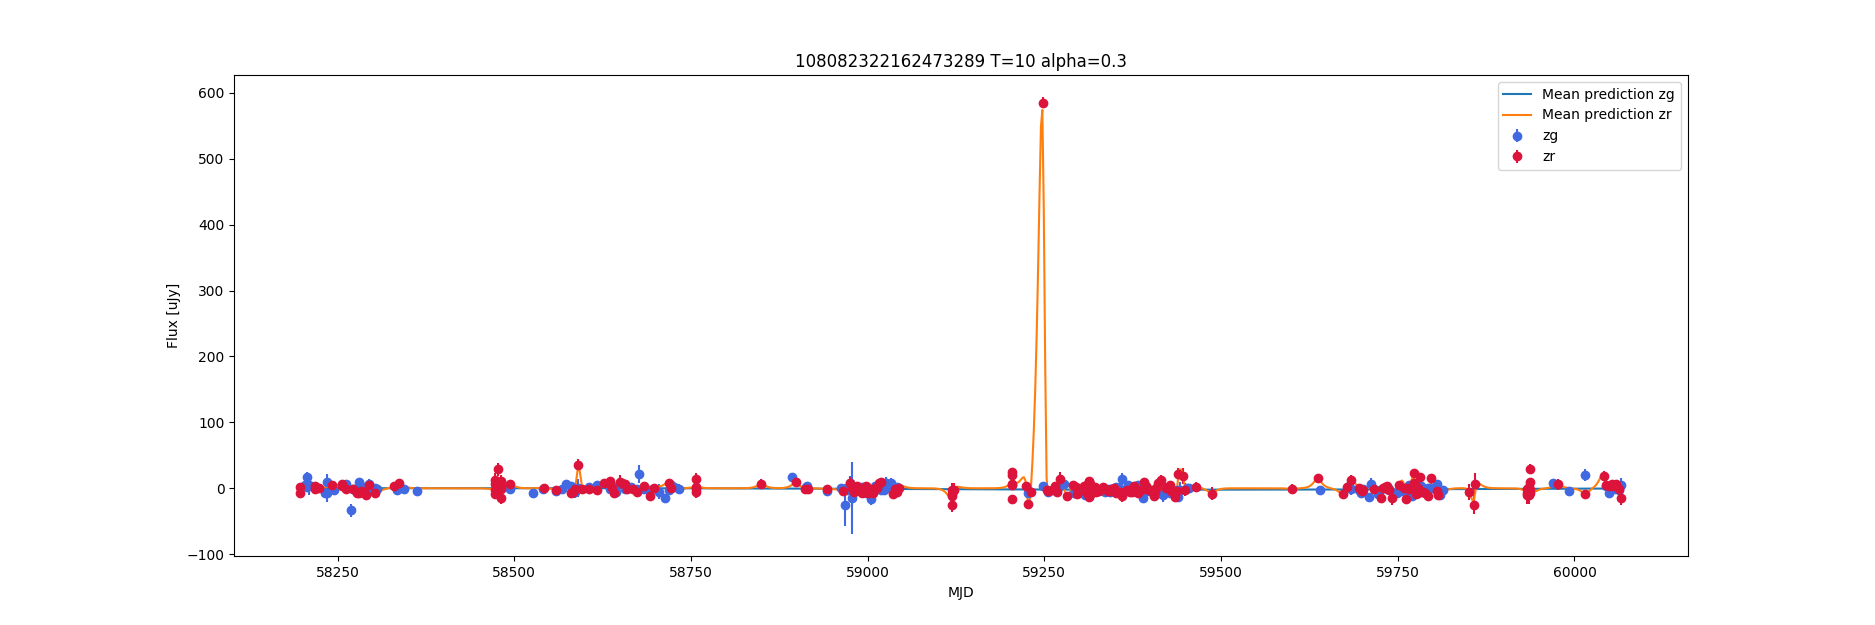 108082322162473289 T=10 alpha=0.3
600
500
400
300
200
100
0
−100
Flux [uJy]
58250 58500 58750 59000 59250 59500 59750 60000
MJD
Mean prediction zg
Mean prediction zr
zg
zr